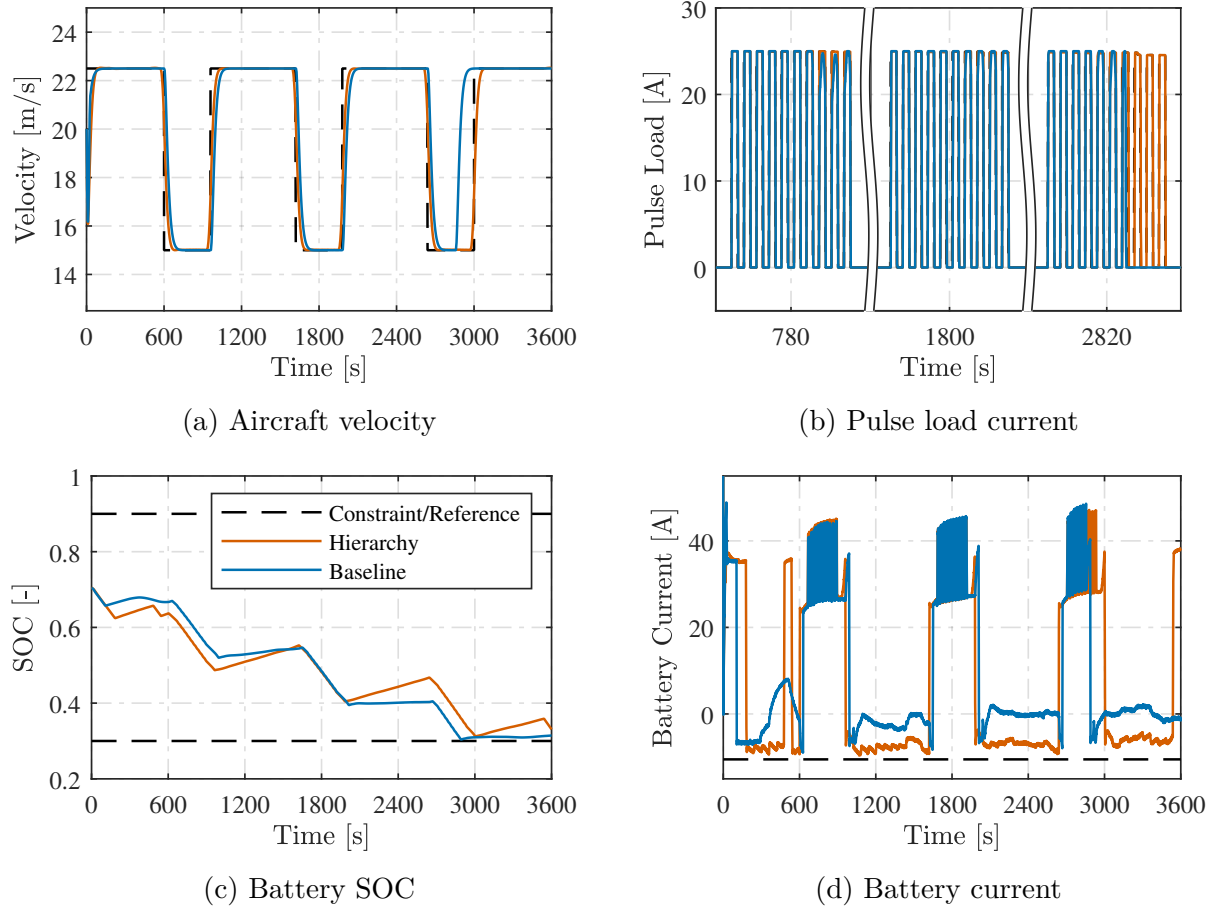 24
22
20
18
16
14
Velocity [m/s]
0 600 1200 1800 2400 3000 3600
Time [s]
(a) Aircraft velocity
30
20
10
0
Pulse Load [A]
780 1800 2820
Time [s]
(b) Pulse load current
1
0.8
0.6
0.4
0.2
SOC [-]
Constraint/Reference
Hierarchy
Baseline
0 600 1200 1800 2400 3000 3600
Time [s]
(c) Battery SOC
40
20
0
Battery Current [A]
0 600 1200 1800 2400 3000 3600
Time [s]
(d) Battery current